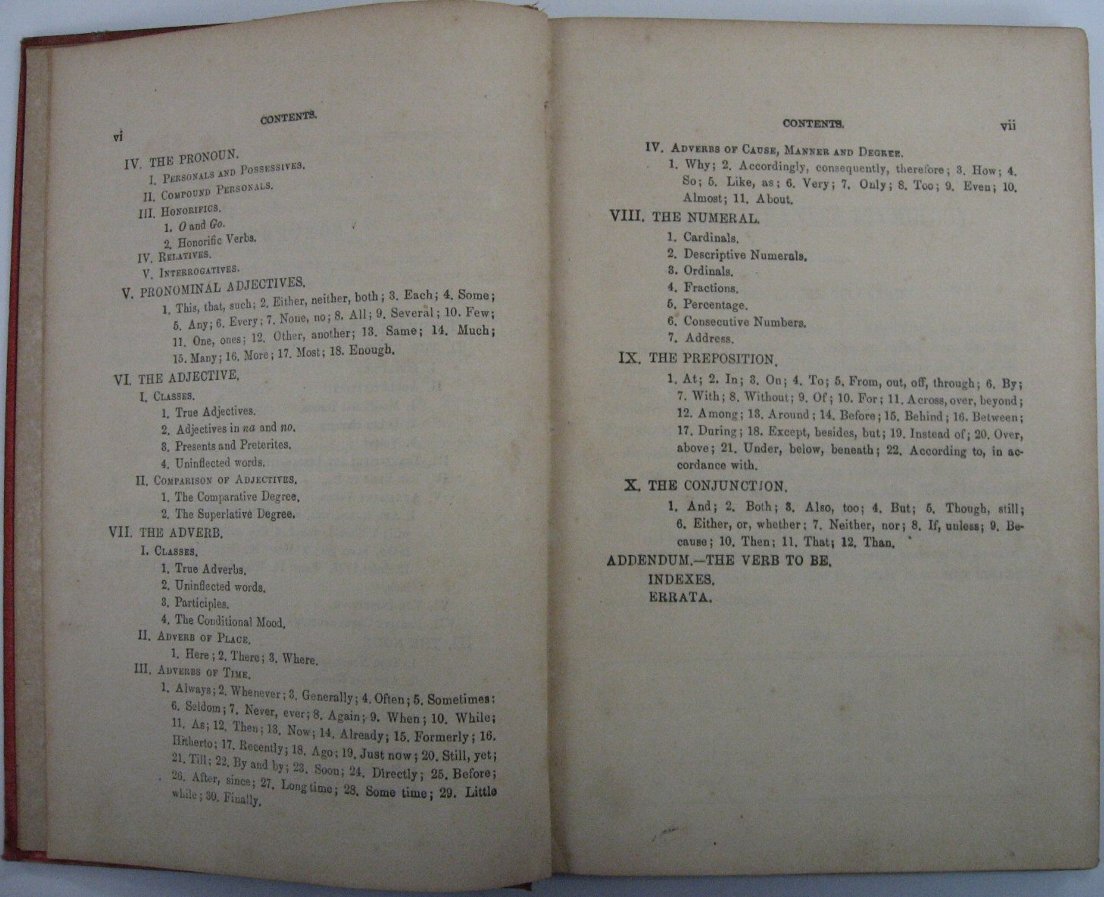 vi
CONTENTS.
IV. THE PRONOUN.
I. PERSONALS AND POSSESSIVES.
II. COMPOUND PERSONALS.
III. HONORIFICS.
1. O and Go.
2. Honorific Verbs.
IV. RELATIVES.
V. INTERROGATIVES.
V. PRONOMINAL ADJECTIVES.
1. This, that, such; 2. Either, neither, both; 3. Each; 4. Some;
5. Any; 6. Every; 7. None, no; 8. All; 9. Several; 10. Few;
11. One, ones; 12. Other, another; 13. Same; 14. Much;
15. Many; 16. More; 17. Most; 18. Enough.
VI. THE ADJECTIVE.
I. CLASSES.
1. True Adjectives.
2. Adjectives in na and no.
3. Presents and Preterites.
4. Uninflected words.
II. COMPARISON OF ADJECTIVES.
1. The Comparative Degree.
2. The Superlative Degree.
VII. THE ADVERB.
I. CLASSES.
1. True Adverbs.
2. Uninflected words.
3. Participles.
4. The Conditional Mood.
II. ADVERB OF PLACE.
1. Here; 2. There; 3. Where.
III. ADVERBS OF TIME.
1. Always; 2. Whenever; 3. Generally; 4. Often; 5. Sometimes:
6. Seldom; 7. Never, ever; 8. Again; 9. When; 10. While;
11. As; 12. Then; 13. Now; 14. Already; 15. Formerly; 16.
Hitherto; 17. Recently; 18. Ago; 19. Just now; 20. Still, yet;
21. Till; 22. By and by; 23. Soon; 24. Directly; 25. Before;
26. After, since; 27. Long time; 28. Some time; 29. Little
while; 30. Finally.
CONTENTS.
vii
IV. ADVERBS OF CAUSE, MANNER AND DEGREE.
1. Why; 2. Accordingly, consequently, therefore; 3. How; 4.
So; 5. Like, as; 6. Very; 7. Only; 8. Too; 9. Even; 10.
Almost; 11. About.
VIII. THE NUMERAL.
1. Cardinals.
2. Descriptive Numerals.
3. Ordinals.
4. Fractions.
5. Percentage.
6. Consecutive Numbers.
7. Address.
IX. THE PREPOSITION.
1. At; 2. In; 3. On; 4. To; 5. From, out, off, through; 6. By;
7. With; 8. Without; 9. Of; 10. For; 11. Across, over, beyond;
12. Among; 13. Around; 14. Before; 15. Behind; 16. Between;
17. During; 18. Except, besides, but; 19. Instead of; 20. Over,
above; 21. Under, below, beneath; 22. According to, in ac-
cordance with.
X. THE CONJUNCTION.
1. And; 2. Both; 3. Also, too; 4. But; 5. Though, still;
6. Either, or, whether; 7. Neither, nor; 8. If, unless; 9. Be-
cause; 10. Then; 11. That; 12. Than.
ADDENDUM.—THE VERB TO BE.
INDEXES.
ERRATA.